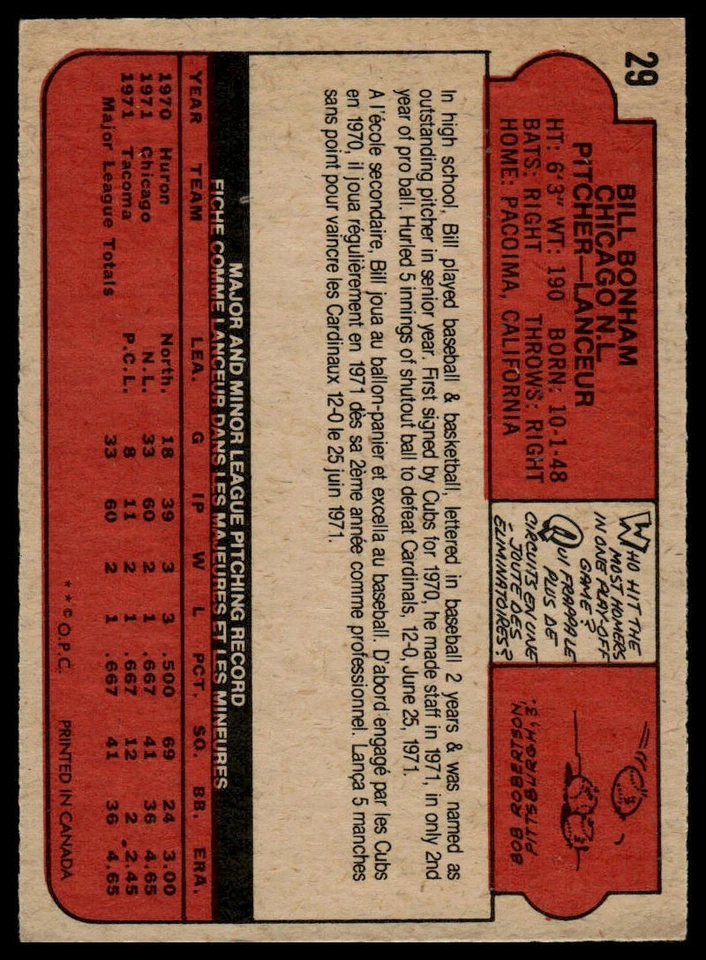 29
BILL BONHAM
CHICAGO N.L.
PITCHER—LANCEUR
HT: 6'3" WT: 190 BORN: 10-1-48
BATS: RIGHT THROWS: RIGHT
HOME: PACOIMA, CALIFORNIA
WHO HIT THE
MOST HOMERS
IN ONE PLAY-OFF
GAME?
QUI FRAPPA LE
PLUS DE
CIRCUITS EN UNE
JOUTE DES
ÉLIMINATOIRES?
BOB ROBERTSON
PITTSBURGH, 3.
In high school, Bill played baseball & basketball, lettered in baseball 2 years & was named as
outstanding pitcher in senior year. First signed by Cubs for 1970, he made staff in 1971, in only 2nd
year of pro ball. Hurled 5 innings of shutout ball to defeat Cardinals, 12-0, June 25, 1971.
A l'école secondaire, Bill joua au ballon-panier et excella au baseball. D'abord engagé par les Cubs
en 1970, il joua régulièrement en 1971 dès sa 2ème année comme professionnel. Lança 5 manches
sans point pour vaincre les Cardinaux 12-0 le 25 juin 1971.
MAJOR AND MINOR LEAGUE PITCHING RECORD
FICHE COMME LANCEUR DANS LES MAJEURES ET LES MINEURES
YEAR TEAM LEA. G IP W L PCT. SO. BB. ERA.
1970 Huron North. 18 39 3 3 .500 69 24 3.00
1971 Chicago N.L. 33 60 2 1 .667 41 36 4.65
1971 Tacoma P.C.L. 8 11 2 1 .667 12 2 2.45
Major League Totals 33 60 2 1 .667 41 36 4.65
**© O.P.C. PRINTED IN CANADA